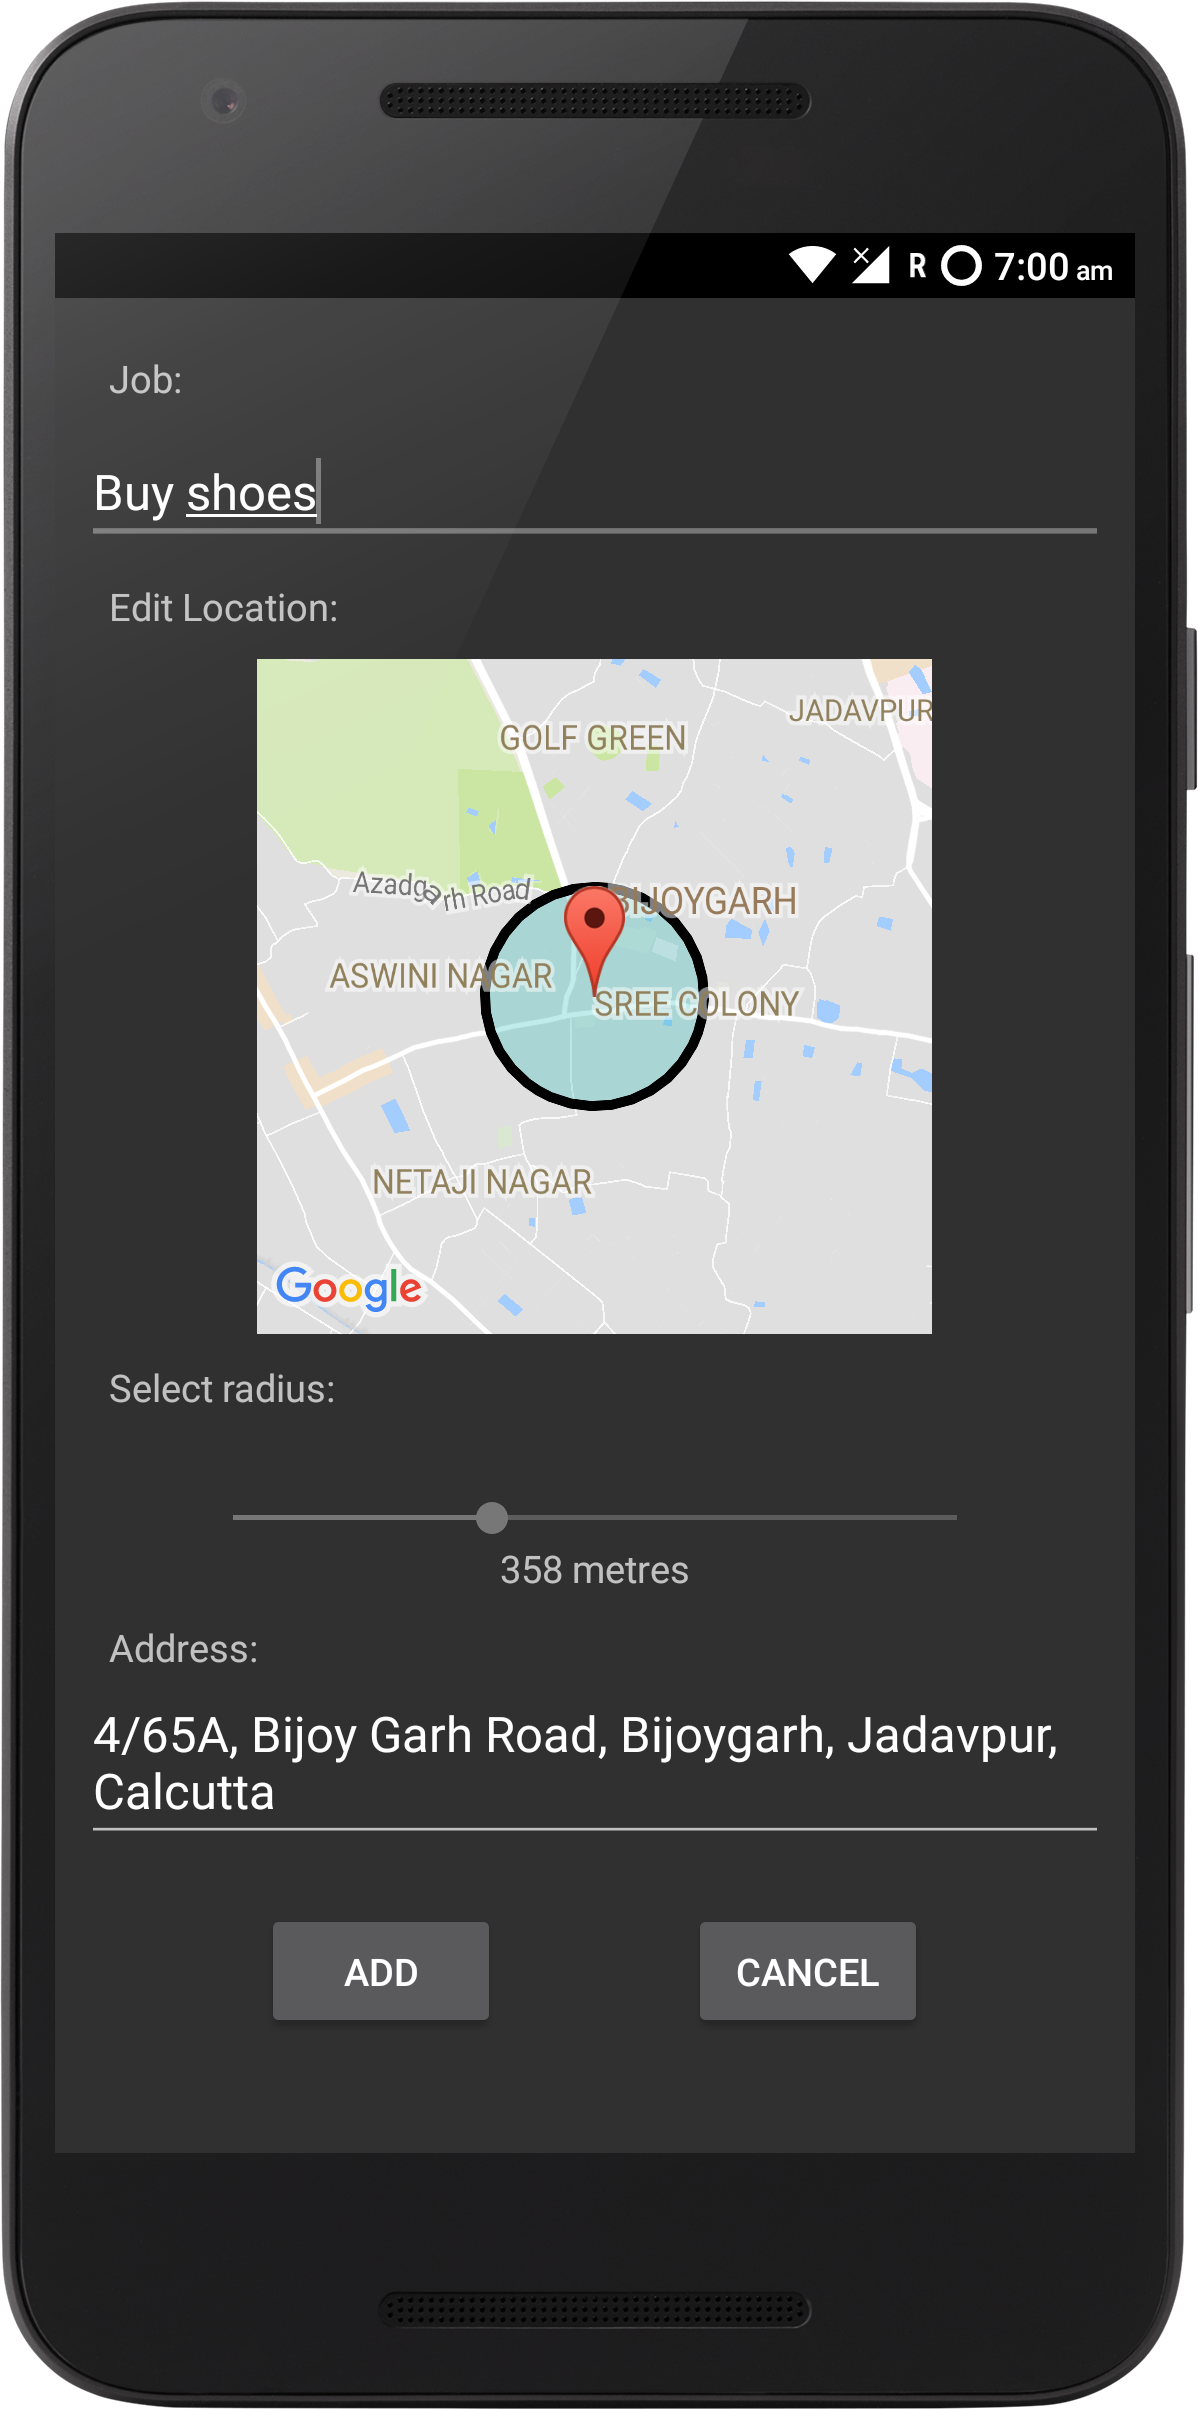 R 7:00 am
Job:
Buy shoes
Edit Location:
JADAVPUR
GOLF GREEN
Azadgarh Road
BIJOYGARH
ASWINI NAGAR
SREE COLONY
NETAJI NAGAR
Google
Select radius:
358 metres
Address:
4/65A, Bijoy Garh Road, Bijoygarh, Jadavpur,
Calcutta
ADD CANCEL